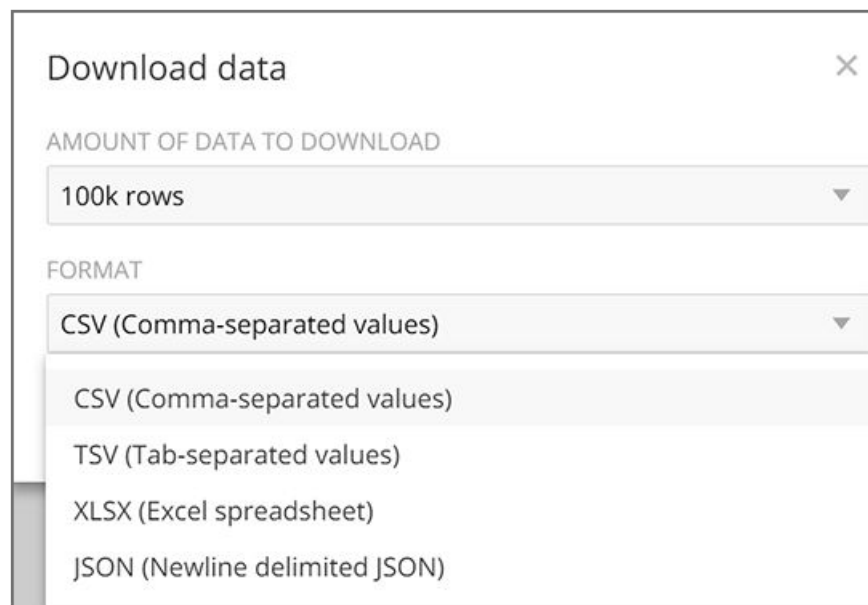 Download data
AMOUNT OF DATA TO DOWNLOAD
100k rows
FORMAT
CSV (Comma-separated values)
CSV (Comma-separated values)
TSV (Tab-separated values)
XLSX (Excel spreadsheet)
JSON (Newline delimited JSON)